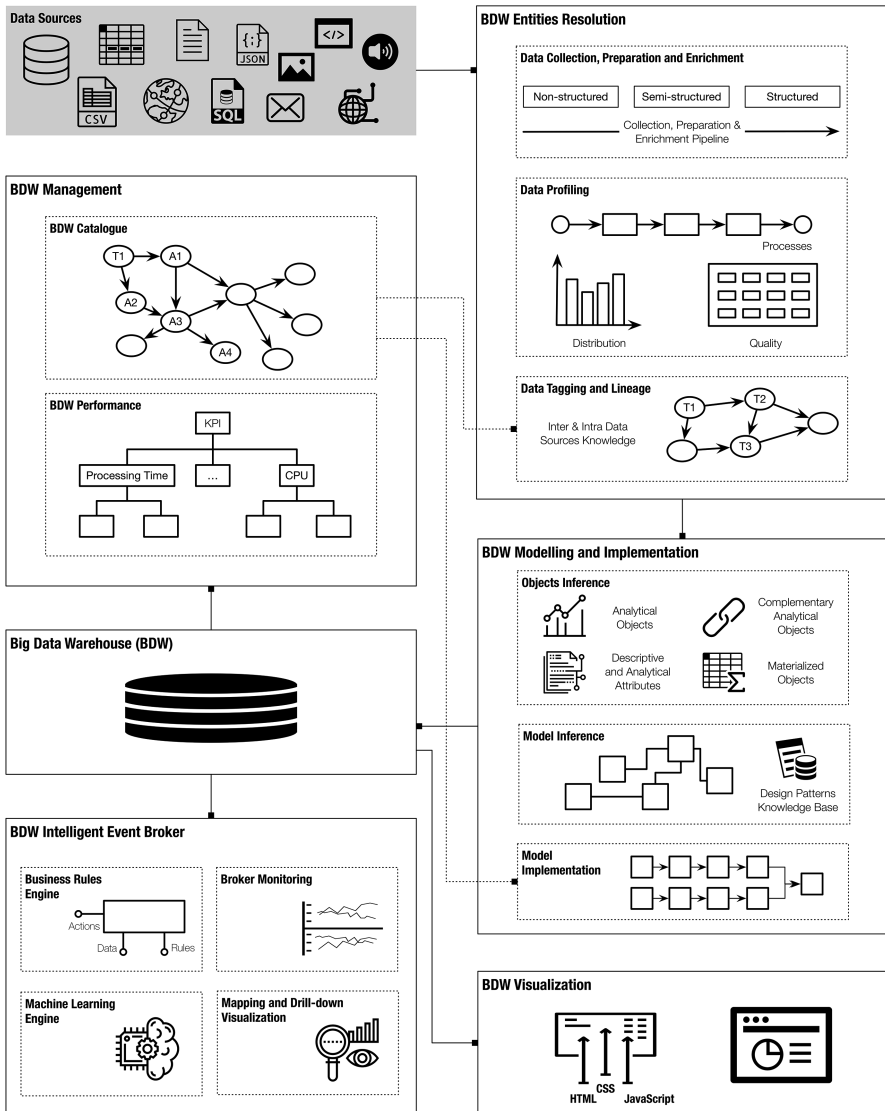 Data Sources
{;}
JSON
</>
CSV
SQL
BDW Entities Resolution
Data Collection, Preparation and Enrichment
Non-structured
Semi-structured
Structured
Collection, Preparation &
Enrichment Pipeline
Data Profiling
Processes
Distribution
Quality
Data Tagging and Lineage
Inter & Intra Data
Sources Knowledge
T1
T2
T3
BDW Management
BDW Catalogue
T1
A1
A2
A3
A4
BDW Performance
KPI
Processing Time
...
CPU
BDW Modelling and Implementation
Objects Inference
Analytical
Objects
Complementary
Analytical
Objects
Descriptive
and Analytical
Attributes
Materialized
Objects
Model Inference
Design Patterns
Knowledge Base
Model
Implementation
Big Data Warehouse (BDW)
BDW Intelligent Event Broker
Business Rules
Engine
Actions
Data
Rules
Broker Monitoring
Machine Learning
Engine
Mapping and Drill-down
Visualization
BDW Visualization
HTML
CSS
JavaScript